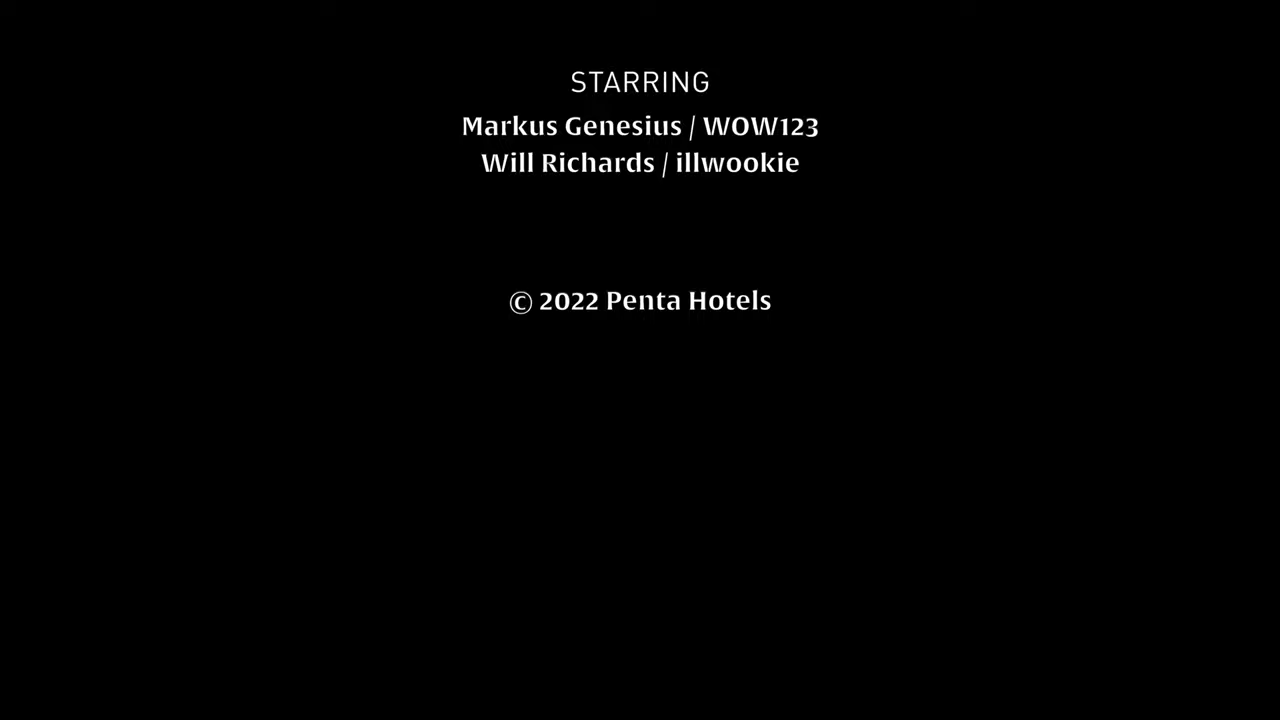 STARRING
Markus Genesius / WOW123
Will Richards / illwookie
© 2022 Penta Hotels